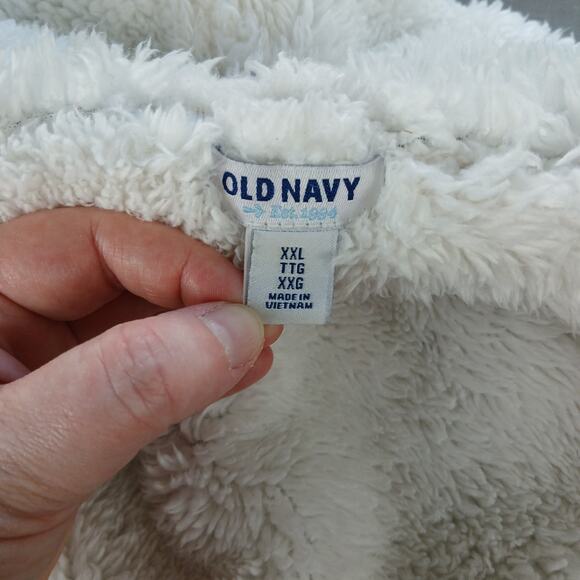 OLD NAVY
Est. 1994
XXL
TTG
XXG
MADE IN
VIETNAM